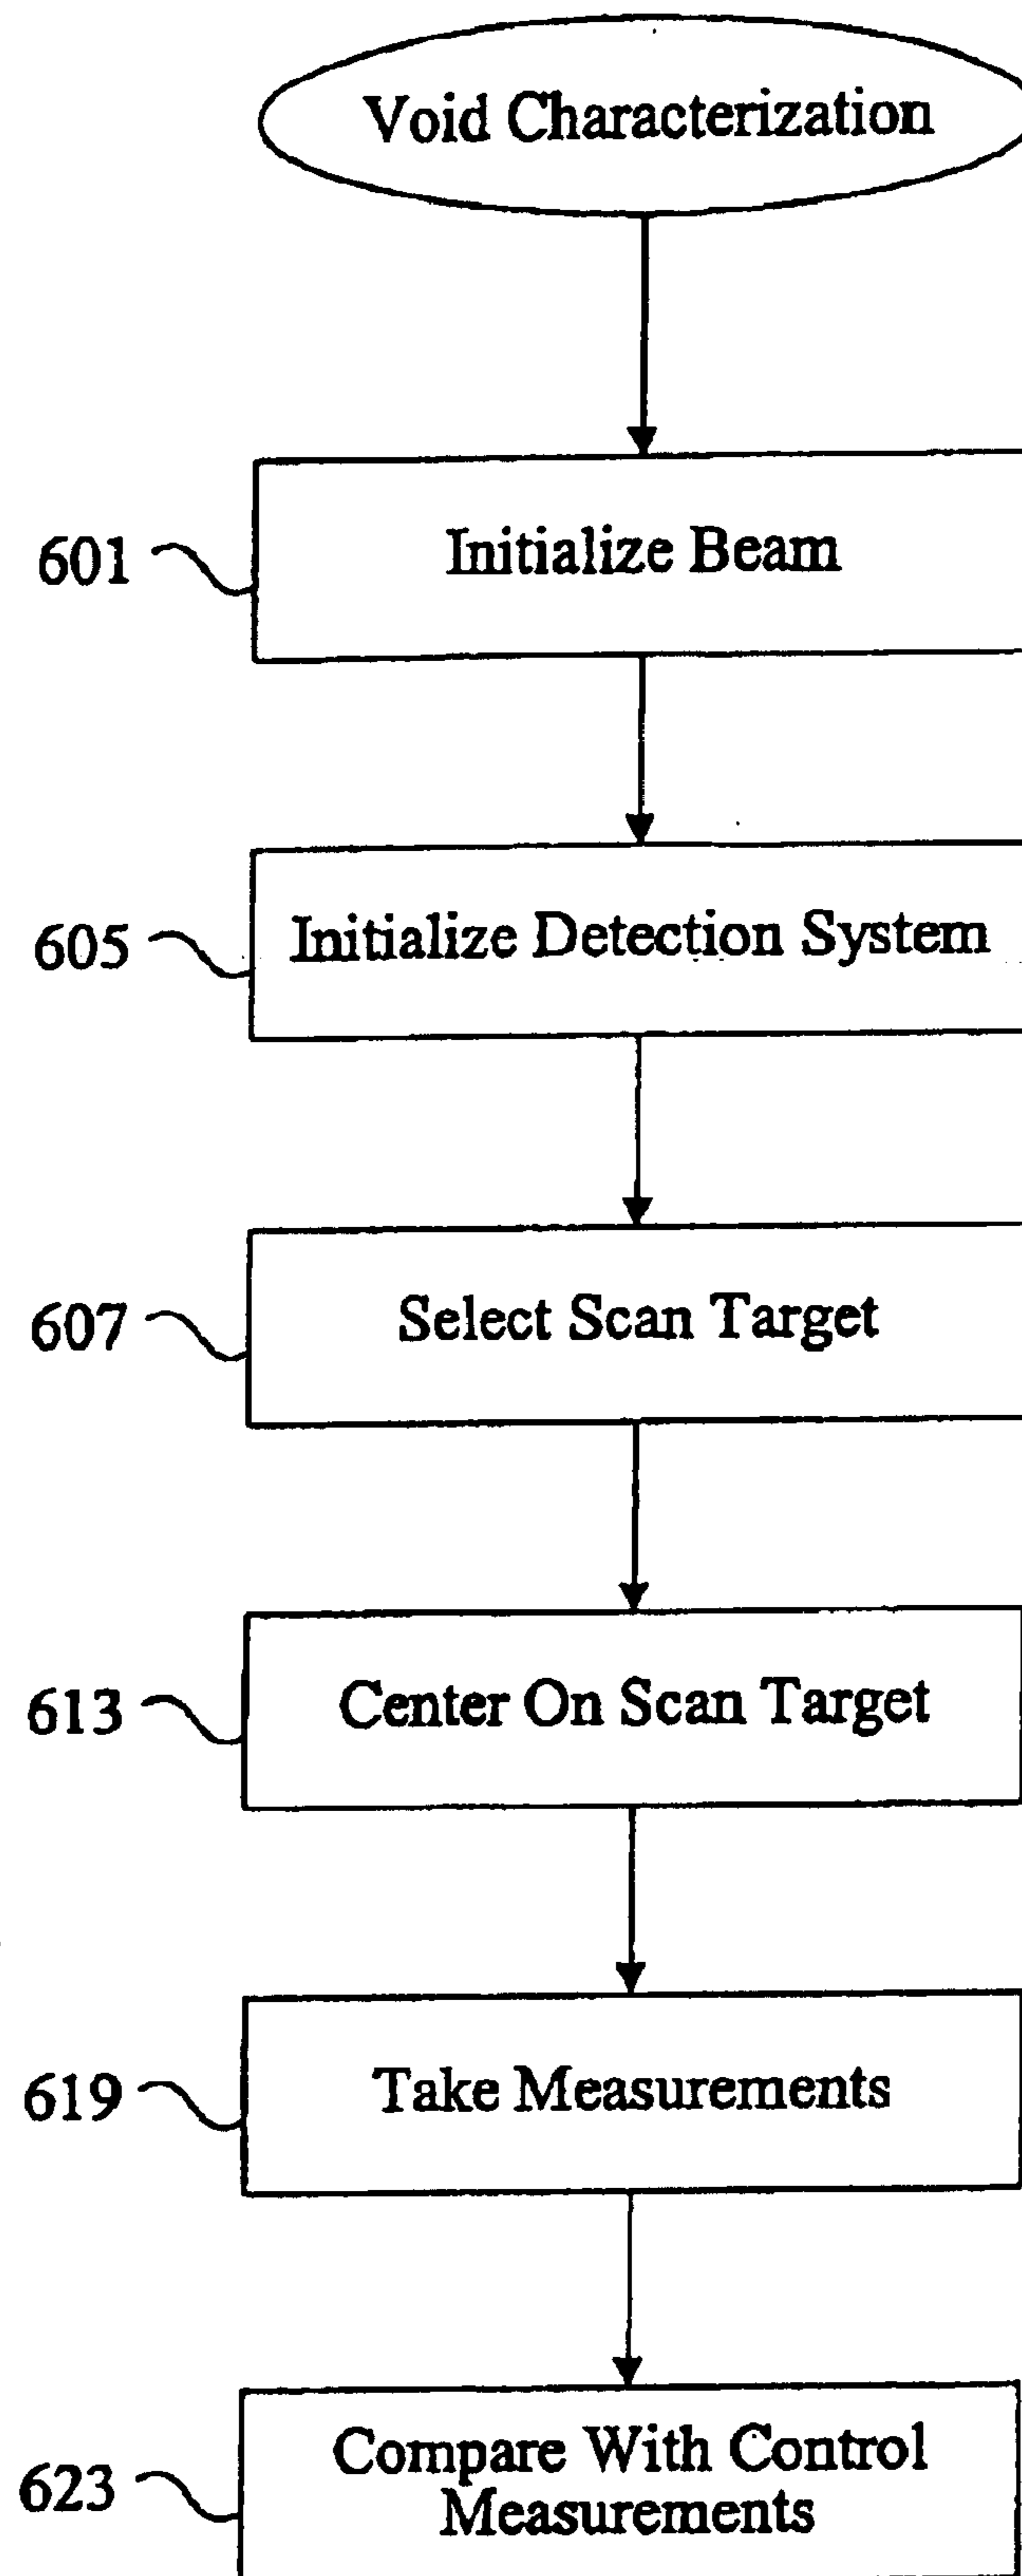 Void Characterization
601
Initialize Beam
605
Initialize Detection System
607
Select Scan Target
613
Center On Scan Target
619
Take Measurements
623
Compare With Control
Measurements